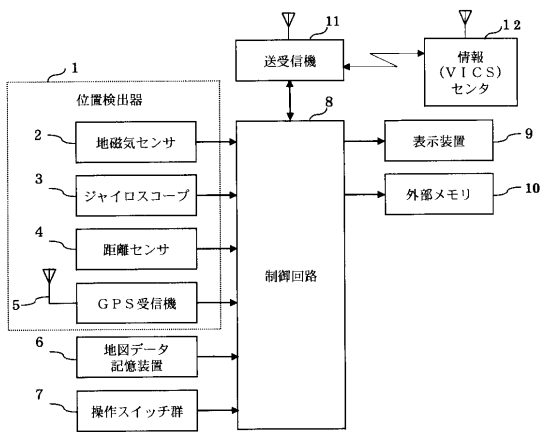 11
送受信機
12
情報
(VICS)
センタ
1
位置検出器
2
地磁気センサ
3
ジャイロスコープ
4
距離センサ
5
GPS受信機
6
地図データ
記憶装置
7
操作スイッチ群
8
制御回路
表示装置
9
外部メモリ
10